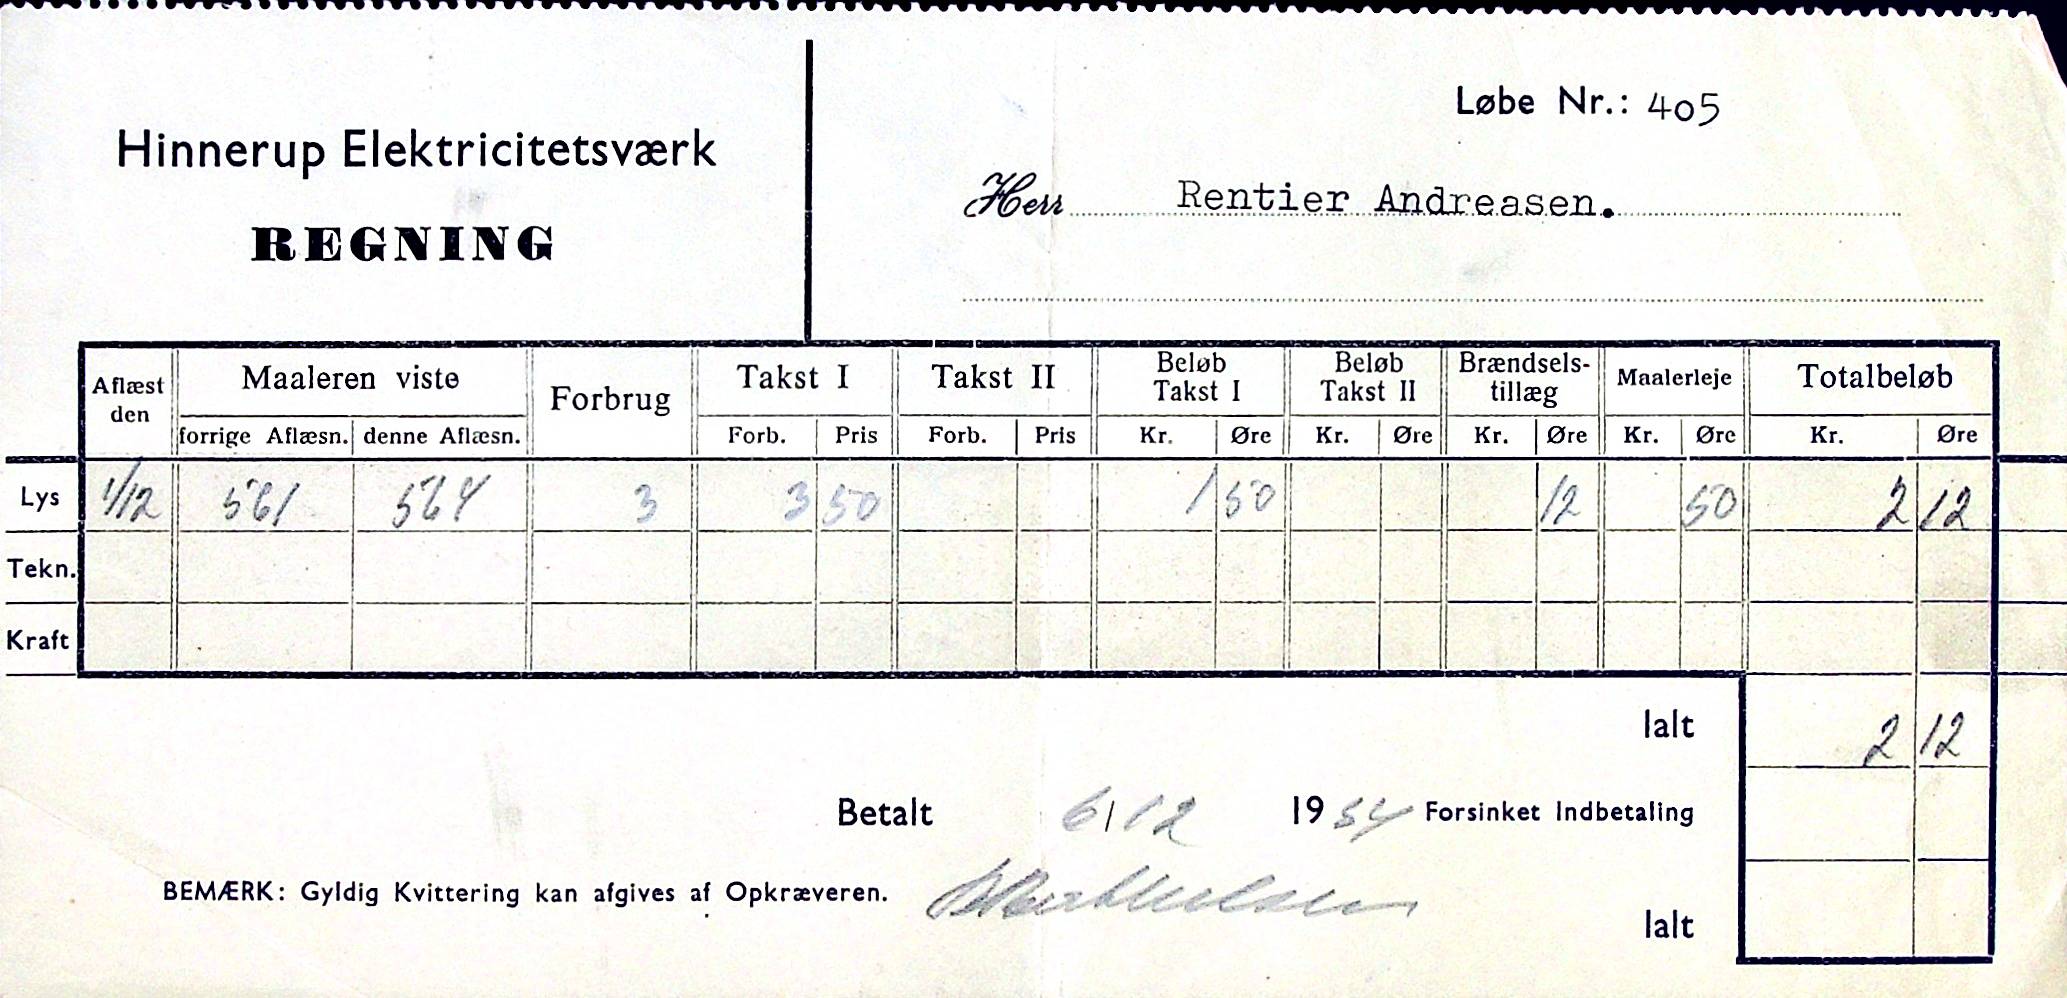 Løbe Nr.: 405
Hinnerup Elektricitetsværk
REGNING
Herr Rentier Andreasen.
Aflæst den Maaleren viste Forbrug Takst I Takst II Beløb Takst I Beløb Takst II Brændsels-tillæg Maalerleje Totalbeløb
forrige Aflæsn. denne Aflæsn. Forb. Pris Forb. Pris Kr. Øre Kr. Øre Kr. Øre Kr. Øre Kr. Øre
Lys 1/12 561 564 3 3 50 1 50 12 50 2 12
Tekn.
Kraft
Ialt 2 12
Betalt 6/12 1954 Forsinket Indbetaling
BEMÆRK: Gyldig Kvittering kan afgives af Opkræveren.
Ialt